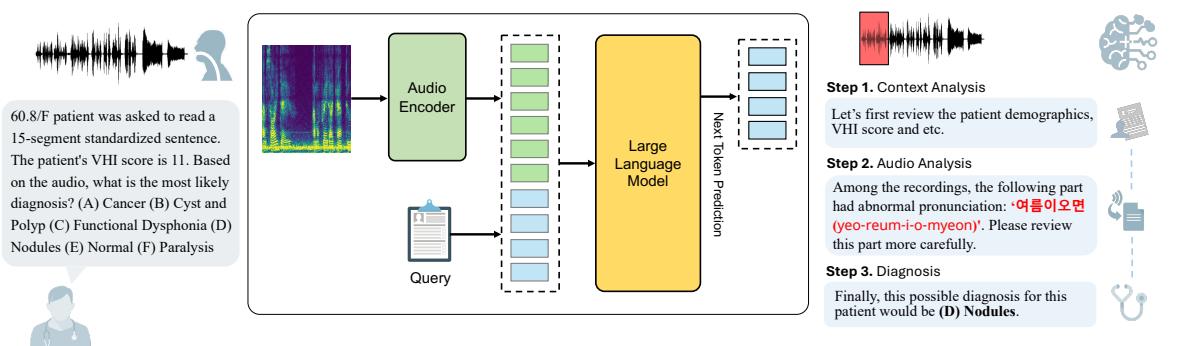 60.8/F patient was asked to read a
15-segment standardized sentence.
The patient's VHI score is 11. Based
on the audio, what is the most likely
diagnosis? (A) Cancer (B) Cyst and
Polyp (C) Functional Dysphonia (D)
Nodules (E) Normal (F) Paralysis
Audio
Encoder
Query
Large
Language
Model
Next Token Prediction
Step 1. Context Analysis
Let's first review the patient demographics,
VHI score and etc.
Step 2. Audio Analysis
Among the recordings, the following part
had abnormal pronunciation: ‘여름이오면
(yeo-reum-i-o-myeon)'. Please review
this part more carefully.
Step 3. Diagnosis
Finally, this possible diagnosis for this
patient would be (D) Nodules.